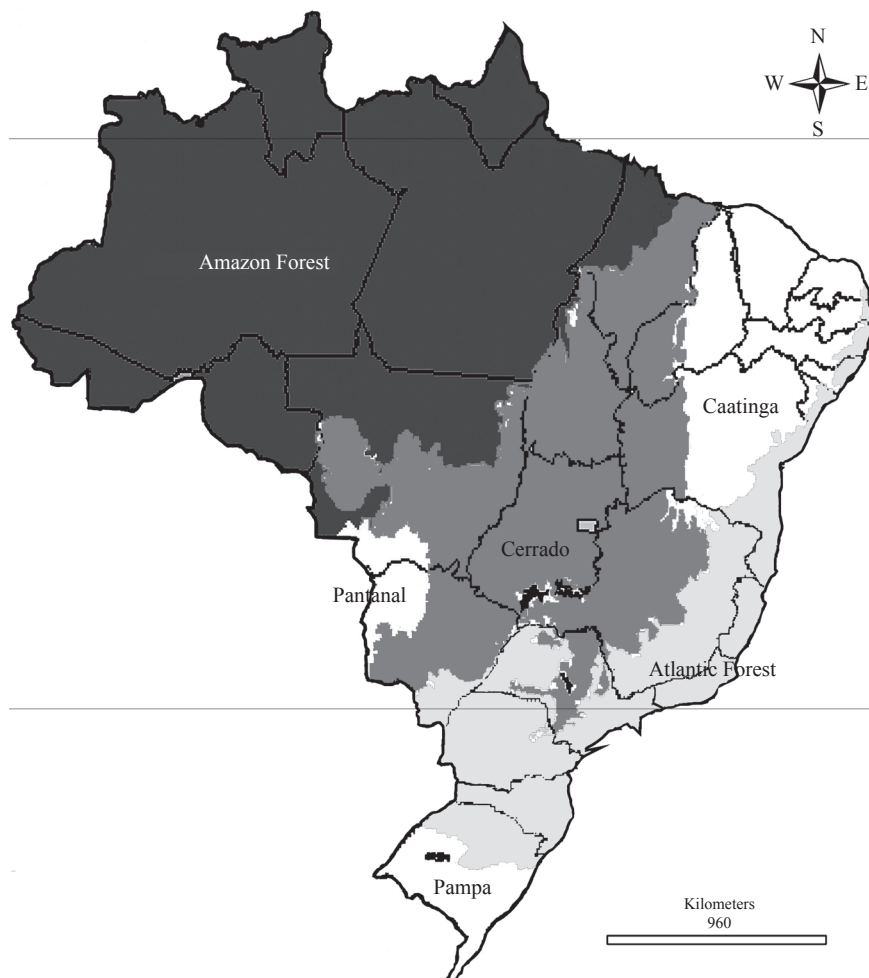 N
W E
S
Amazon Forest
Caatinga
Cerrado
Pantanal
Atlantic Forest
Pampa
Kilometers
960